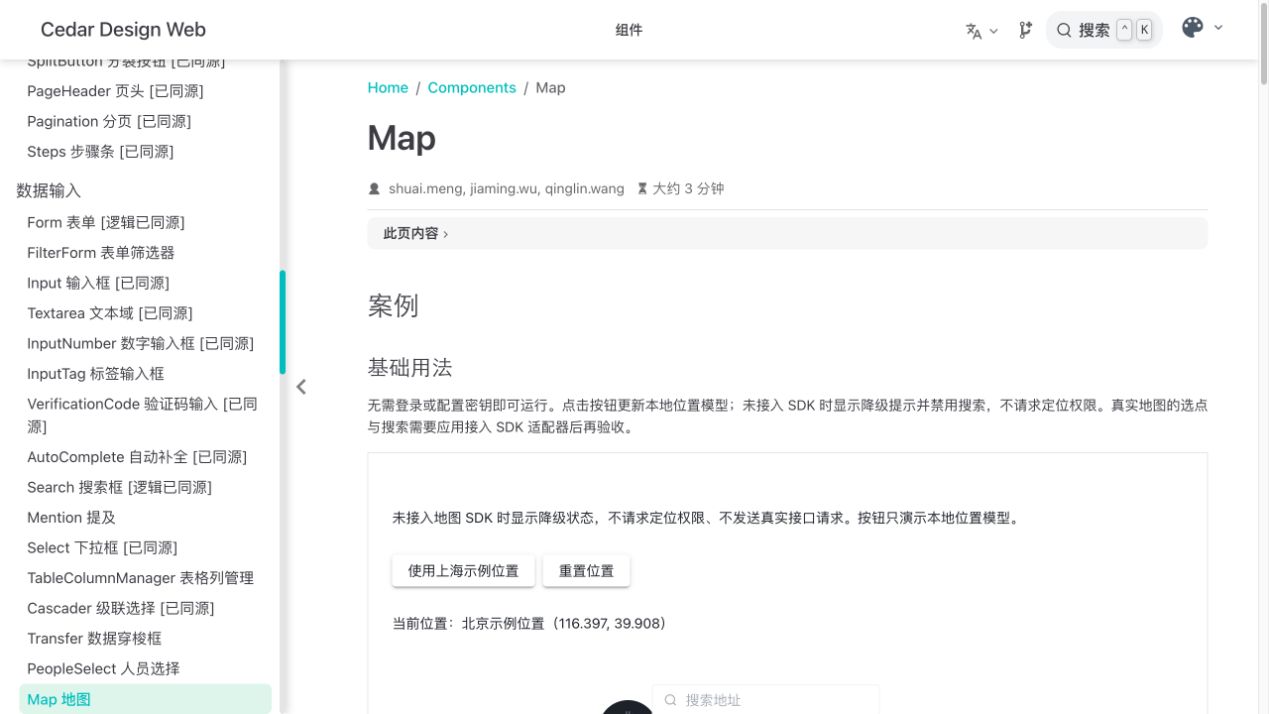 Cedar Design Web
组件
搜索 ^ K
SplitButton 分裂按钮 [已同源]
PageHeader 页头 [已同源]
Pagination 分页 [已同源]
Steps 步骤条 [已同源]
数据输入
Form 表单 [逻辑已同源]
FilterForm 表单筛选器
Input 输入框 [已同源]
Textarea 文本域 [已同源]
InputNumber 数字输入框 [已同源]
InputTag 标签输入框
VerificationCode 验证码输入 [已同
源]
AutoComplete 自动补全 [已同源]
Search 搜索框 [逻辑已同源]
Mention 提及
Select 下拉框 [已同源]
TableColumnManager 表格列管理
Cascader 级联选择 [已同源]
Transfer 数据穿梭框
PeopleSelect 人员选择
Map 地图
Home / Components / Map
Map
shuai.meng, jiaming.wu, qinglin.wang 大约 3 分钟
此页内容 ›
案例
基础用法
无需登录或配置密钥即可运行。点击按钮更新本地位置模型；未接入 SDK 时显示降级提示并禁用搜索，不请求定位权限。真实地图的选点
与搜索需要应用接入 SDK 适配器后再验收。
未接入地图 SDK 时显示降级状态，不请求定位权限、不发送真实接口请求。按钮只演示本地位置模型。
使用上海示例位置 重置位置
当前位置：北京示例位置（116.397, 39.908）
搜索地址